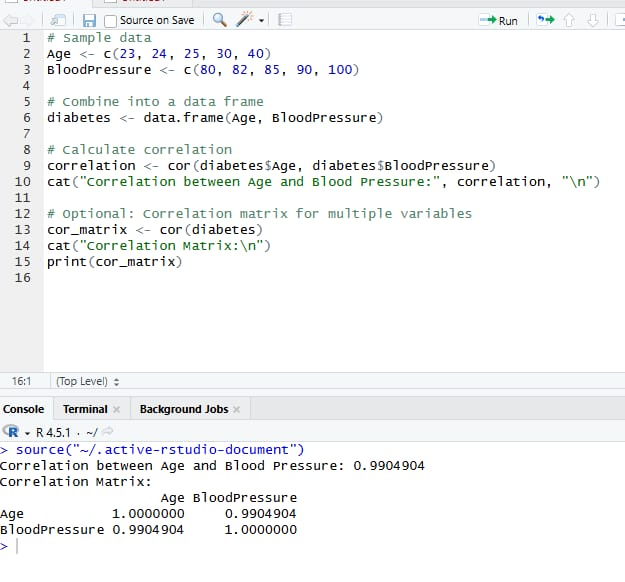 Source on Save
Run
1 # Sample data
2 Age <- c(23, 24, 25, 30, 40)
3 BloodPressure <- c(80, 82, 85, 90, 100)
4
5 # Combine into a data frame
6 diabetes <- data.frame(Age, BloodPressure)
7
8 # Calculate correlation
9 correlation <- cor(diabetes$Age, diabetes$BloodPressure)
10 cat("Correlation between Age and Blood Pressure:", correlation, "\n")
11
12 # Optional: Correlation matrix for multiple variables
13 cor_matrix <- cor(diabetes)
14 cat("Correlation Matrix:\n")
15 print(cor_matrix)
16
16:1 (Top Level)
Console Terminal Background Jobs
R R 4.5.1 · ~/
> source("~/.active-rstudio-document")
Correlation between Age and Blood Pressure: 0.9904904
Correlation Matrix:
Age BloodPressure
Age 1.0000000 0.9904904
BloodPressure 0.9904904 1.0000000
>